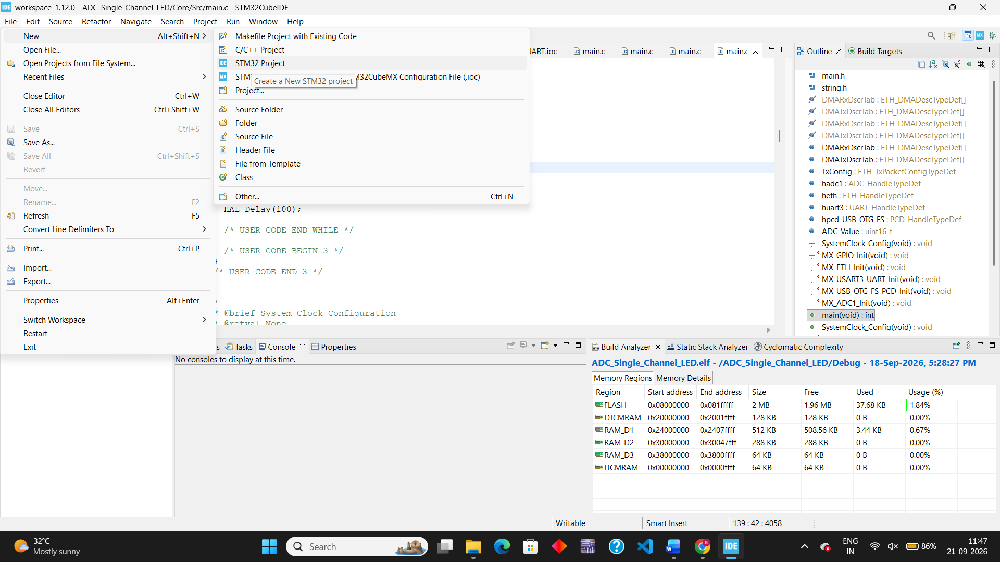 IDE workspace_1.12.0 - ADC_Single_Channel_LED/Core/Src/main.c - STM32CubeIDE
File Edit Source Refactor Navigate Search Project Run Window Help
New Alt+Shift+N
Open File...
Open Projects from File System...
Recent Files
Close Editor Ctrl+W
Close All Editors Ctrl+Shift+W
Save Ctrl+S
Save As...
Save All Ctrl+Shift+S
Revert
Move...
Rename... F2
Refresh F5
Convert Line Delimiters To
Print... Ctrl+P
Import...
Export...
Properties Alt+Enter
Switch Workspace
Restart
Exit
Makefile Project with Existing Code
C/C++ Project
IDE STM32 Project
MX STM32CubeMX Configuration File (.ioc)
Create a New STM32 project
Project...
Source Folder
Folder
Source File
Header File
File from Template
Class
Other... Ctrl+N
MX
UART.ioc main.c main.c main.c main.c
HAL_Delay(100);
/* USER CODE END WHILE */
/* USER CODE BEGIN 3 */
/* USER CODE END 3 */
* @brief System Clock Configuration
* @retval None
Outline Build Targets
main.h
string.h
DMARxDscrTab : ETH_DMADescTypeDef[]
DMATxDscrTab : ETH_DMADescTypeDef[]
DMARxDscrTab : ETH_DMADescTypeDef[]
DMATxDscrTab : ETH_DMADescTypeDef[]
DMARxDscrTab : ETH_DMADescTypeDef[]
DMATxDscrTab : ETH_DMADescTypeDef[]
TxConfig : ETH_TxPacketConfigTypeDef
hadc1 : ADC_HandleTypeDef
heth : ETH_HandleTypeDef
huart3 : UART_HandleTypeDef
hpcd_USB_OTG_FS : PCD_HandleTypeDef
ADC_Value : uint16_t
SystemClock_Config(void) : void
MX_GPIO_Init(void) : void
MX_ETH_Init(void) : void
MX_USART3_UART_Init(void) : void
MX_USB_OTG_FS_PCD_Init(void) : void
MX_ADC1_Init(void) : void
main(void) : int
SystemClock_Config(void) : void
s Tasks Console Properties
No consoles to display at this time.
Build Analyzer Static Stack Analyzer Cyclomatic Complexity
ADC_Single_Channel_LED.elf - /ADC_Single_Channel_LED/Debug - 18-Sep-2026, 5:28:27 PM
Memory Regions Memory Details
Region Start address End address Size Free Used Usage (%)
FLASH 0x08000000 0x081fffff 2 MB 1.96 MB 37.68 KB 1.84%
DTCMRAM 0x20000000 0x2001ffff 128 KB 128 KB 0 B 0.00%
RAM_D1 0x24000000 0x2407ffff 512 KB 508.56 KB 3.44 KB 0.67%
RAM_D2 0x30000000 0x30047fff 288 KB 288 KB 0 B 0.00%
RAM_D3 0x38000000 0x3800ffff 64 KB 64 KB 0 B 0.00%
ITCMRAM 0x00000000 0x0000ffff 64 KB 64 KB 0 B 0.00%
Writable Smart Insert 139 : 42 : 4058
32°C
Mostly sunny
Search
IDE
ENG
IN
86%
11:47
21-09-2026